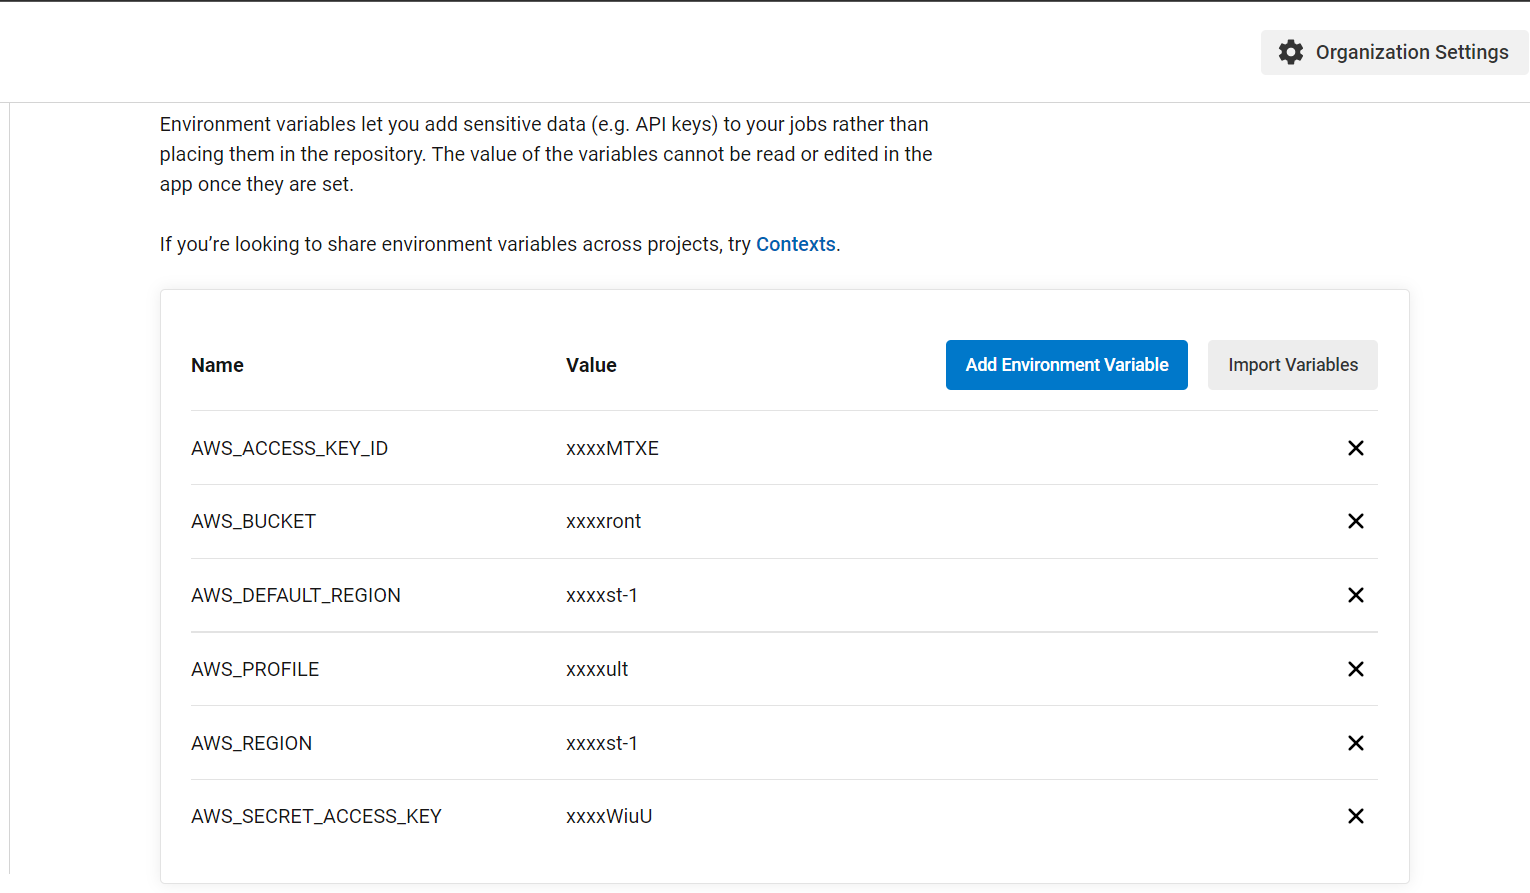 Organization Settings
Environment variables let you add sensitive data (e.g. API keys) to your jobs rather than
placing them in the repository. The value of the variables cannot be read or edited in the
app once they are set.
If you’re looking to share environment variables across projects, try Contexts.
Name Value Add Environment Variable Import Variables
AWS_ACCESS_KEY_ID xxxxMTXE
AWS_BUCKET xxxxront
AWS_DEFAULT_REGION xxxxst-1
AWS_PROFILE xxxxult
AWS_REGION xxxxst-1
AWS_SECRET_ACCESS_KEY xxxxWiuU